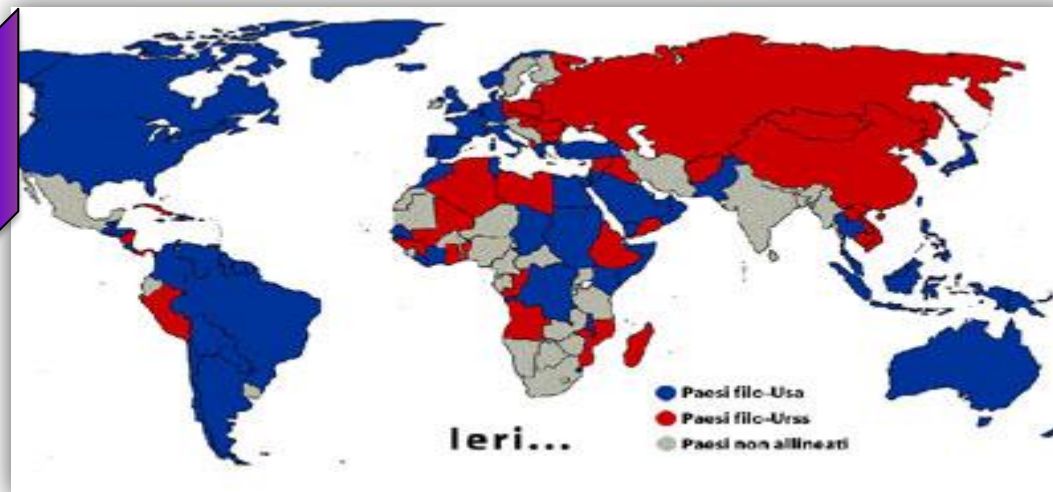 Paesi filo-Usa
Paesi filo-Urss
Paesi non allineati
Ieri...